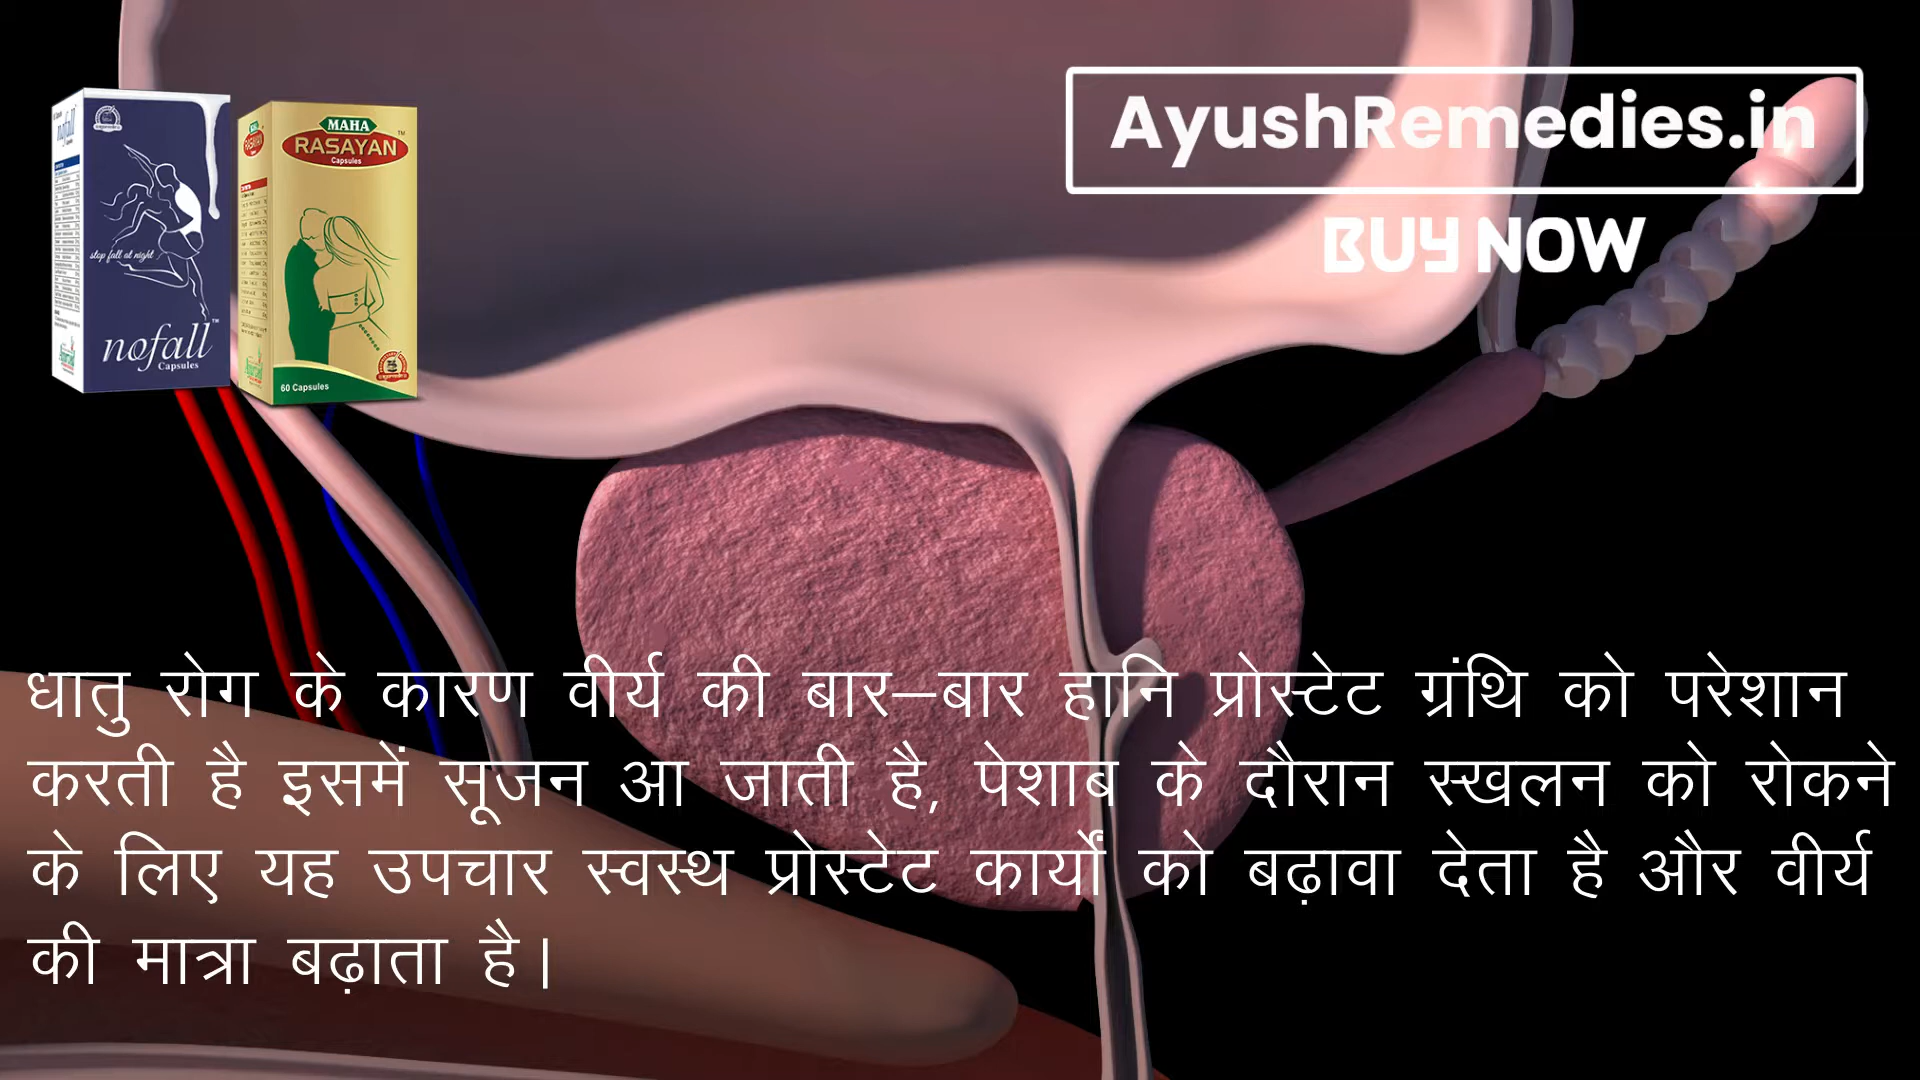 nofall
stop fall at night
nofall
Capsules
MAHA
RASAYAN
Capsules
60 Capsules
AyushRemedies.in
BUY NOW
धातु रोग के कारण वीर्य की बार–बार हानि प्रोस्टेट ग्रंथि को परेशान
करती है इसमें सूजन आ जाती है, पेशाब के दौरान स्खलन को रोकने
के लिए यह उपचार स्वस्थ प्रोस्टेट कार्यों को बढ़ावा देता है और वीर्य
की मात्रा बढ़ाता है।